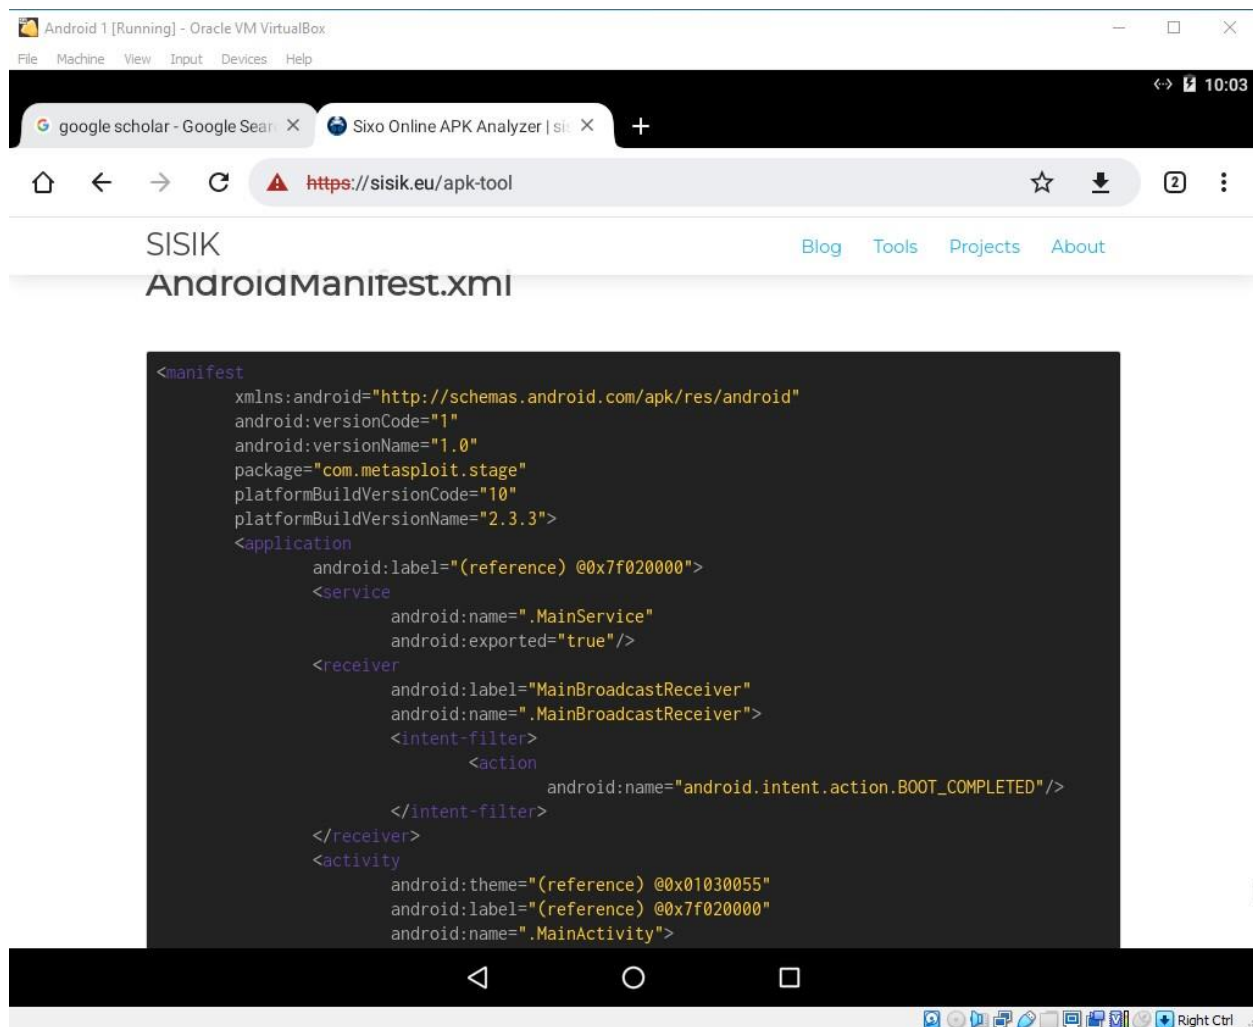 Android 1 [Running] - Oracle VM VirtualBox
File Machine View Input Devices Help
10:03
google scholar - Google Sear
Sixo Online APK Analyzer | sis
https://sisik.eu/apk-tool
2
SISIK
Blog Tools Projects About
AndroidManifest.xml
<manifest
xmlns:android="http://schemas.android.com/apk/res/android"
android:versionCode="1"
android:versionName="1.0"
package="com.metasploit.stage"
platformBuildVersionCode="10"
platformBuildVersionName="2.3.3">
<application
android:label="(reference) @0x7f020000">
<service
android:name=".MainService"
android:exported="true"/>
<receiver
android:label="MainBroadcastReceiver"
android:name=".MainBroadcastReceiver">
<intent-filter>
<action
android:name="android.intent.action.BOOT_COMPLETED"/>
</intent-filter>
</receiver>
<activity
android:theme="(reference) @0x01030055"
android:label="(reference) @0x7f020000"
android:name=".MainActivity">
Right Ctrl